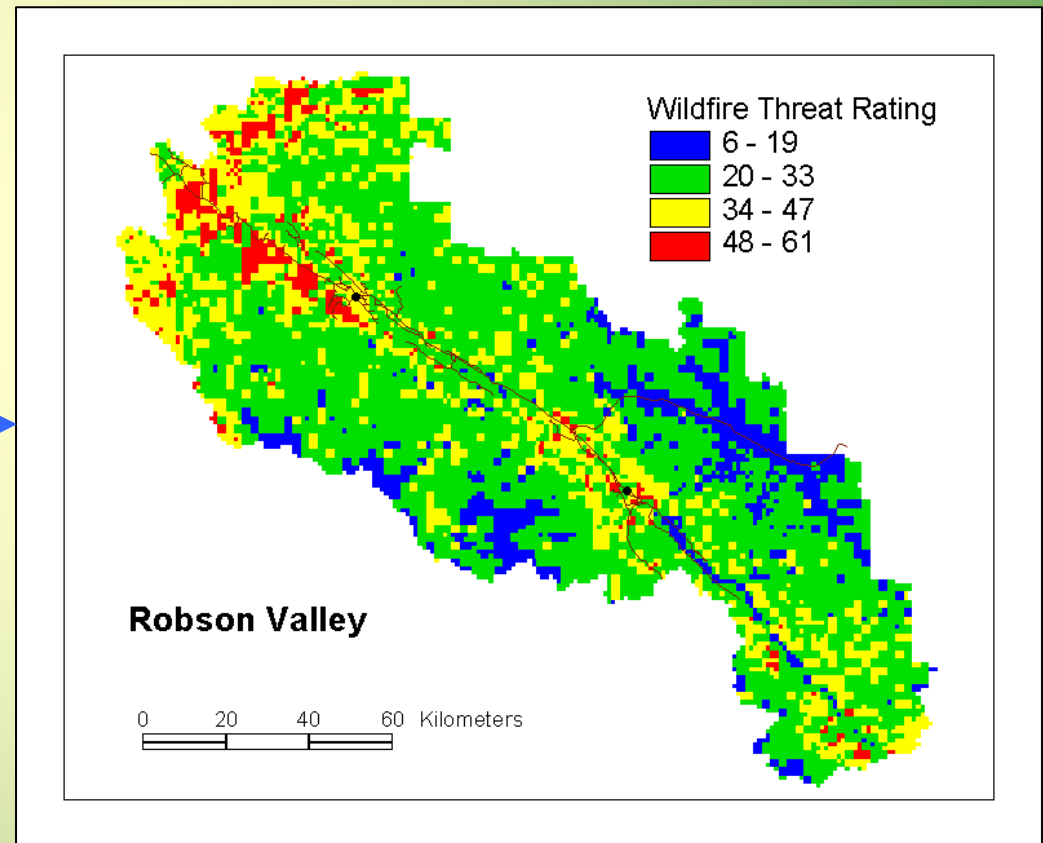 Wildfire Threat Rating
6 - 19
20 - 33
34 - 47
48 - 61
Robson Valley
0 20 40 60 Kilometers